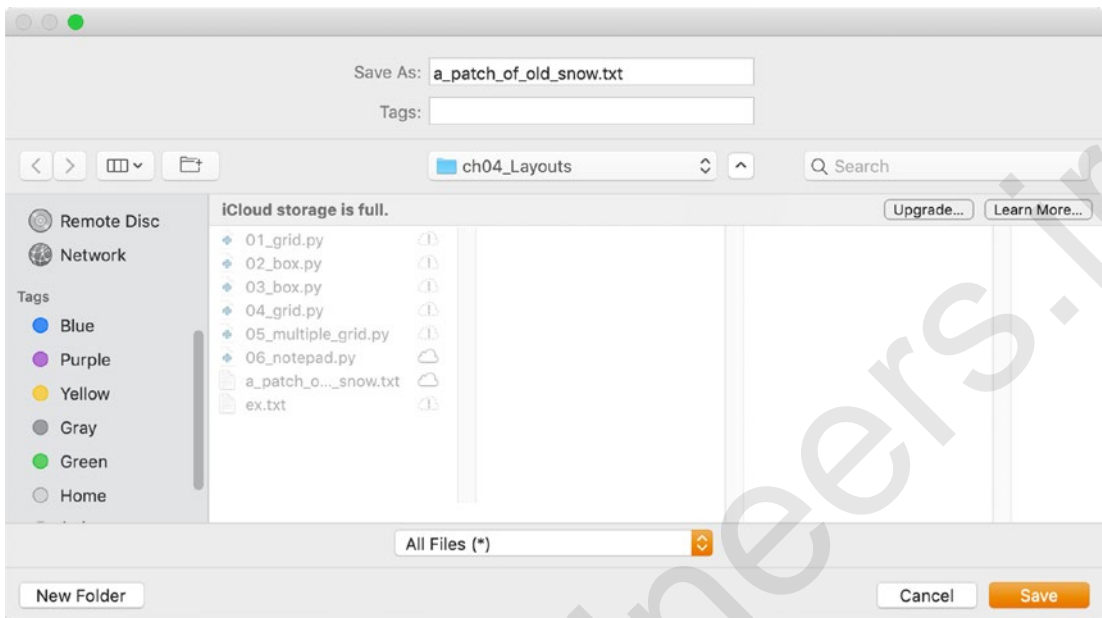 Save As: a_patch_of_old_snow.txt
Tags:
ch04_Layouts
Search
Remote Disc
Network
Tags
Blue
Purple
Yellow
Gray
Green
Home
iCloud storage is full. Upgrade... Learn More...
01_grid.py
02_box.py
03_box.py
04_grid.py
05_multiple_grid.py
06_notepad.py
a_patch_o..._snow.txt
ex.txt
All Files (*)
New Folder Cancel Save
neers.ir